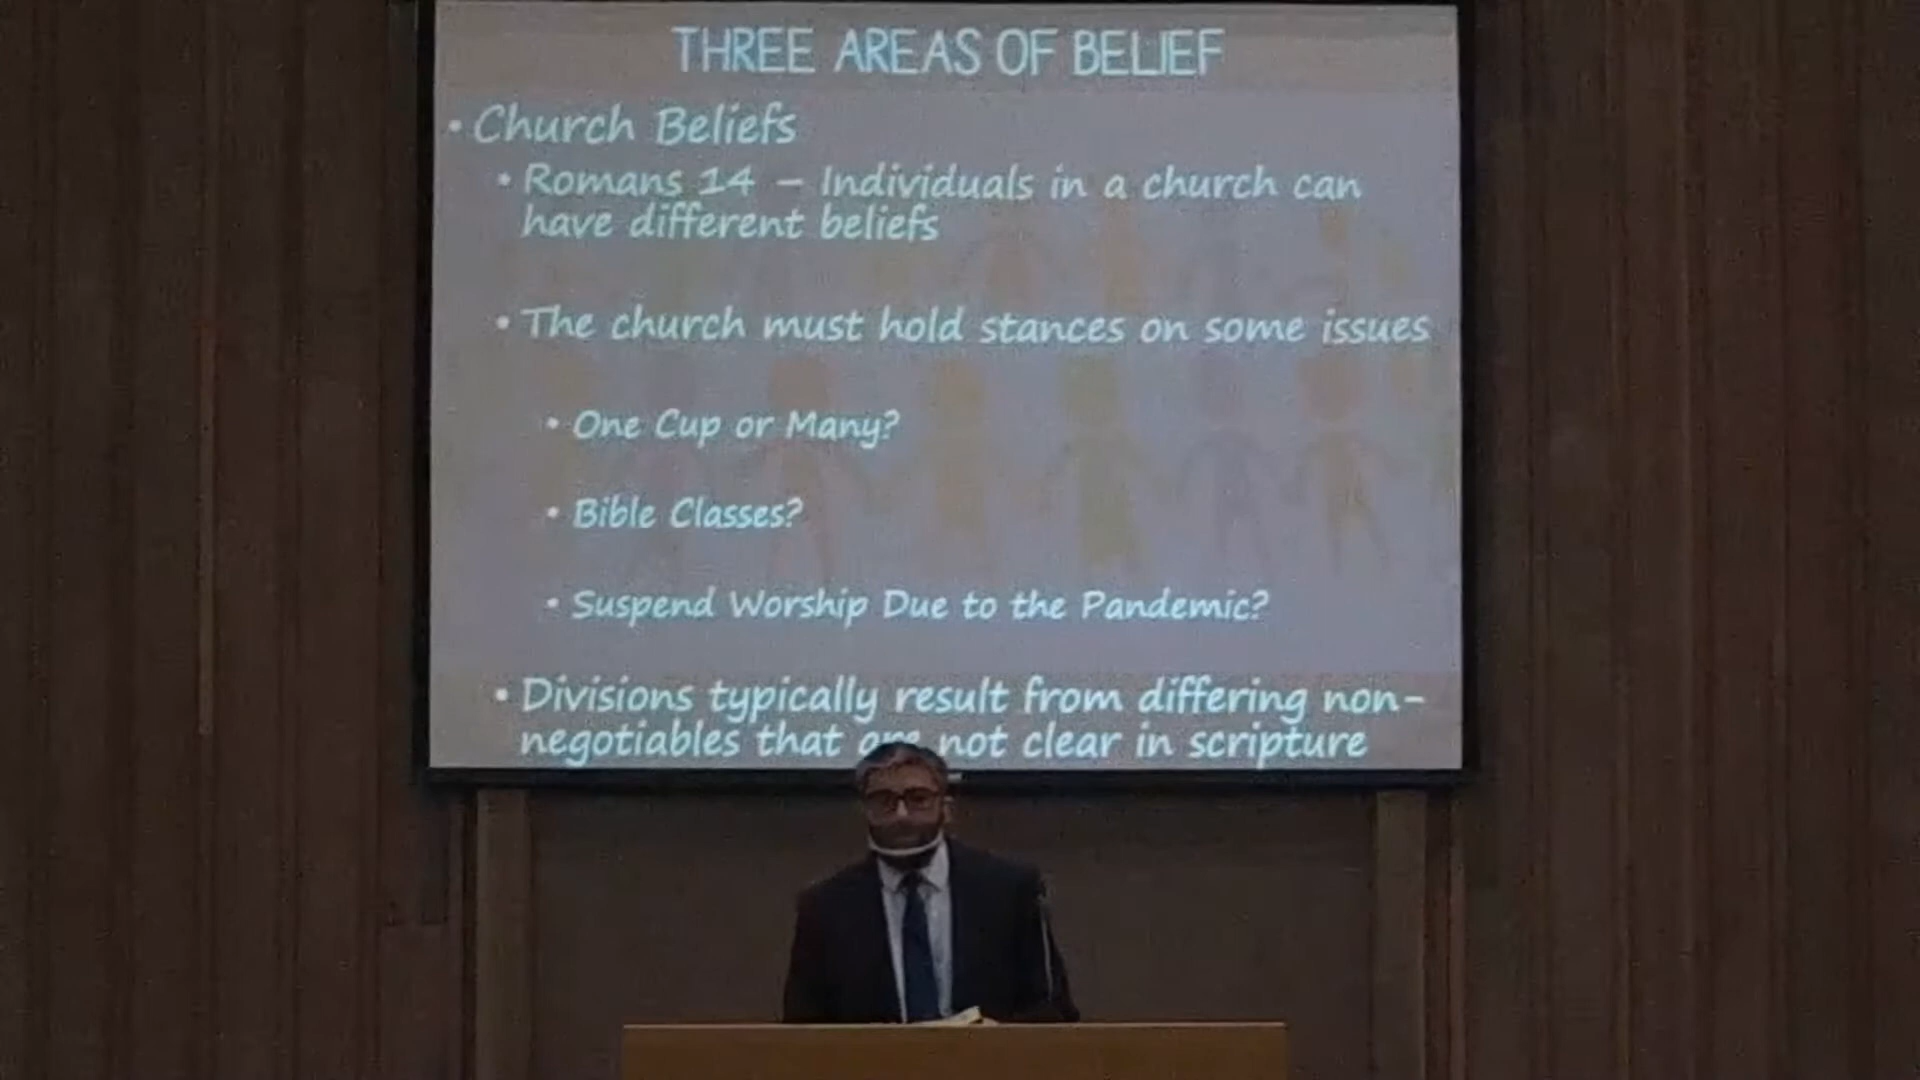 THREE AREAS OF BELIEF
• Church Beliefs
• Romans 14 – Individuals in a church can
have different beliefs
• The church must hold stances on some issues
• One Cup or Many?
• Bible Classes?
• Suspend Worship Due to the Pandemic?
• Divisions typically result from differing non-
negotiables that are not clear in scripture